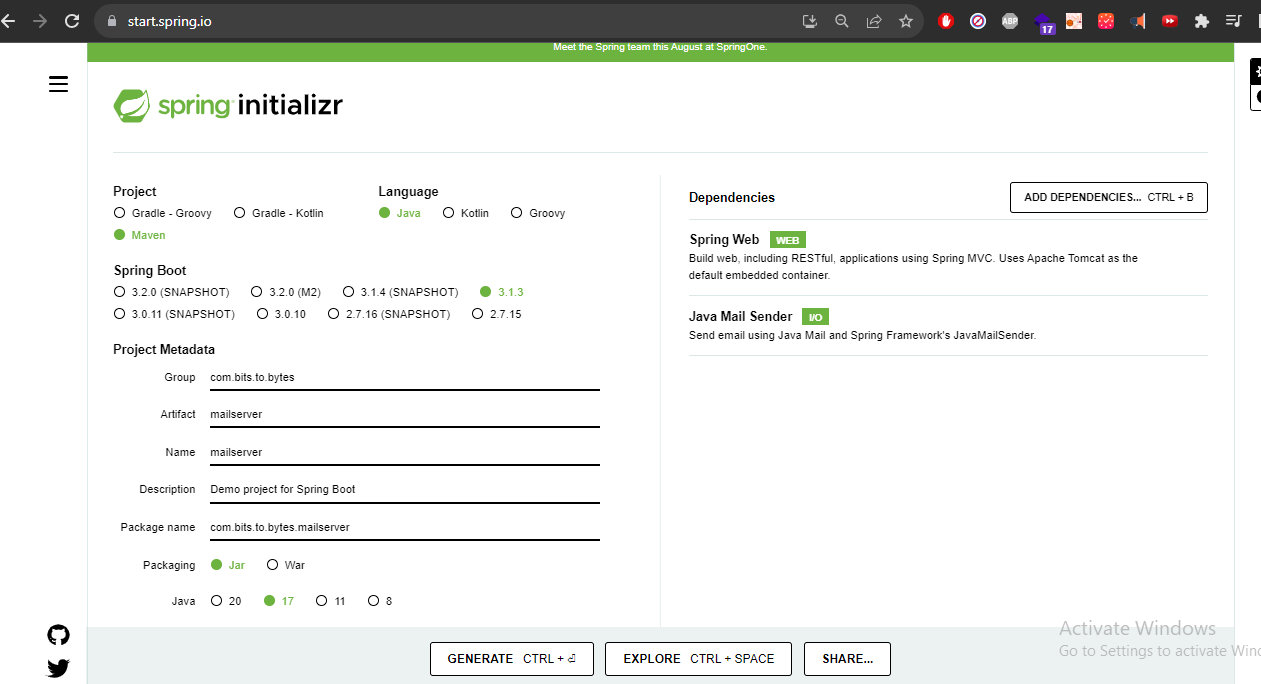 start.spring.io
ABP
17
Meet the Spring team this August at SpringOne.
spring initializr
Project
Gradle - Groovy Gradle - Kotlin
Maven
Language
Java Kotlin Groovy
Spring Boot
3.2.0 (SNAPSHOT) 3.2.0 (M2) 3.1.4 (SNAPSHOT) 3.1.3
3.0.11 (SNAPSHOT) 3.0.10 2.7.16 (SNAPSHOT) 2.7.15
Project Metadata
Group com.bits.to.bytes
Artifact mailserver
Name mailserver
Description Demo project for Spring Boot
Package name com.bits.to.bytes.mailserver
Packaging Jar War
Java 20 17 11 8
Dependencies ADD DEPENDENCIES... CTRL + B
Spring Web WEB
Build web, including RESTful, applications using Spring MVC. Uses Apache Tomcat as the
default embedded container.
Java Mail Sender I/O
Send email using Java Mail and Spring Framework's JavaMailSender.
GENERATE CTRL + ⏎ EXPLORE CTRL + SPACE SHARE...
Activate Windows
Go to Settings to activate Win